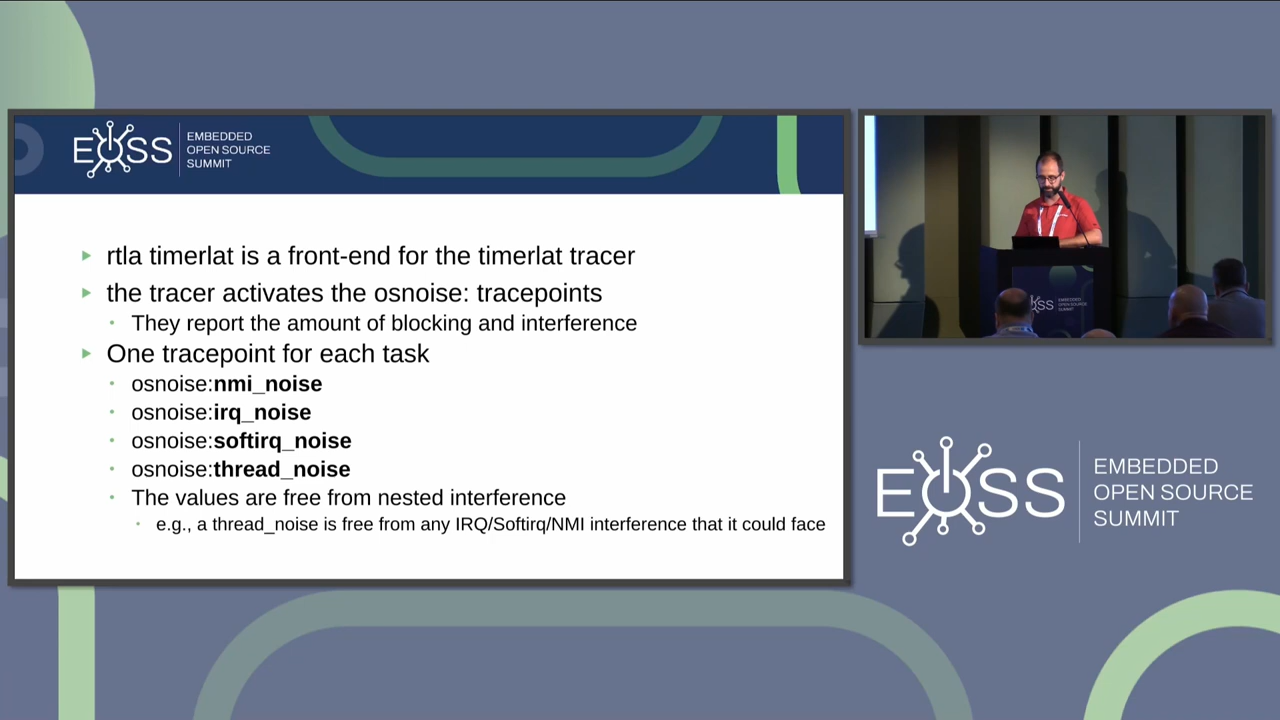 EOSS
EMBEDDED
OPEN SOURCE
SUMMIT
rtla timerlat is a front-end for the timerlat tracer
the tracer activates the osnoise: tracepoints
They report the amount of blocking and interference
One tracepoint for each task
osnoise:nmi_noise
osnoise:irq_noise
osnoise:softirq_noise
osnoise:thread_noise
The values are free from nested interference
e.g., a thread_noise is free from any IRQ/Softirq/NMI interference that it could face
EOSS
EMBEDDED
OPEN SOURCE
SUMMIT